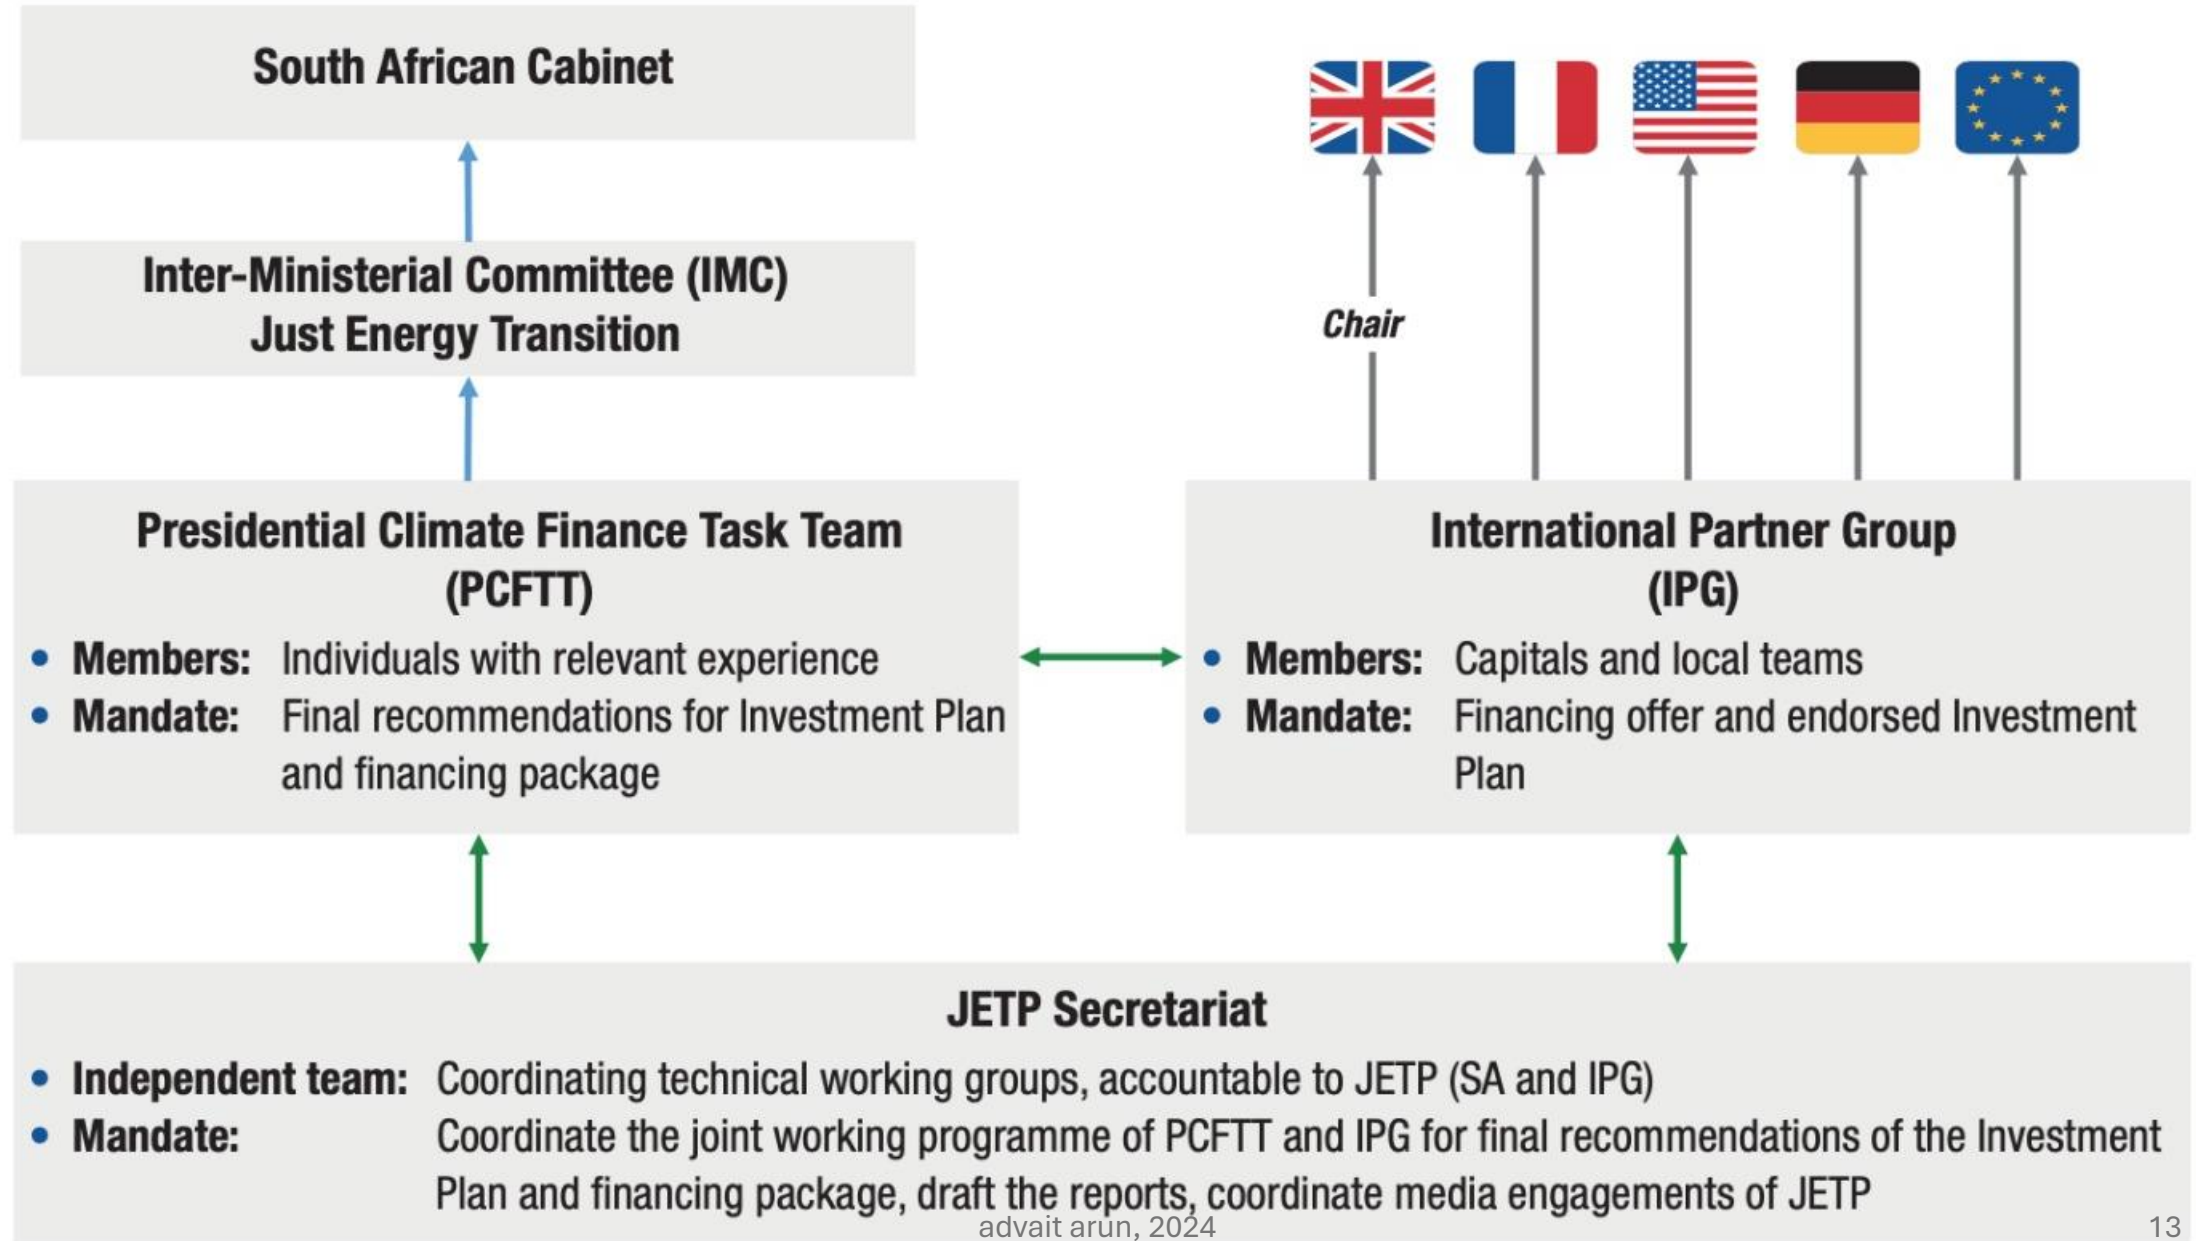 South African Cabinet
Inter-Ministerial Committee (IMC)
Just Energy Transition
Chair
Presidential Climate Finance Task Team
(PCFTT)
• Members: Individuals with relevant experience
• Mandate: Final recommendations for Investment Plan
and financing package
International Partner Group
(IPG)
• Members: Capitals and local teams
• Mandate: Financing offer and endorsed Investment
Plan
JETP Secretariat
• Independent team: Coordinating technical working groups, accountable to JETP (SA and IPG)
• Mandate: Coordinate the joint working programme of PCFTT and IPG for final recommendations of the Investment
Plan and financing package, draft the reports, coordinate media engagements of JETP
advait arun, 2024
13